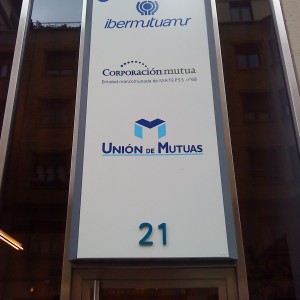 ibermutuamur
CORPORACIÓN mutua
UNIÓN DE MUTUAS
21